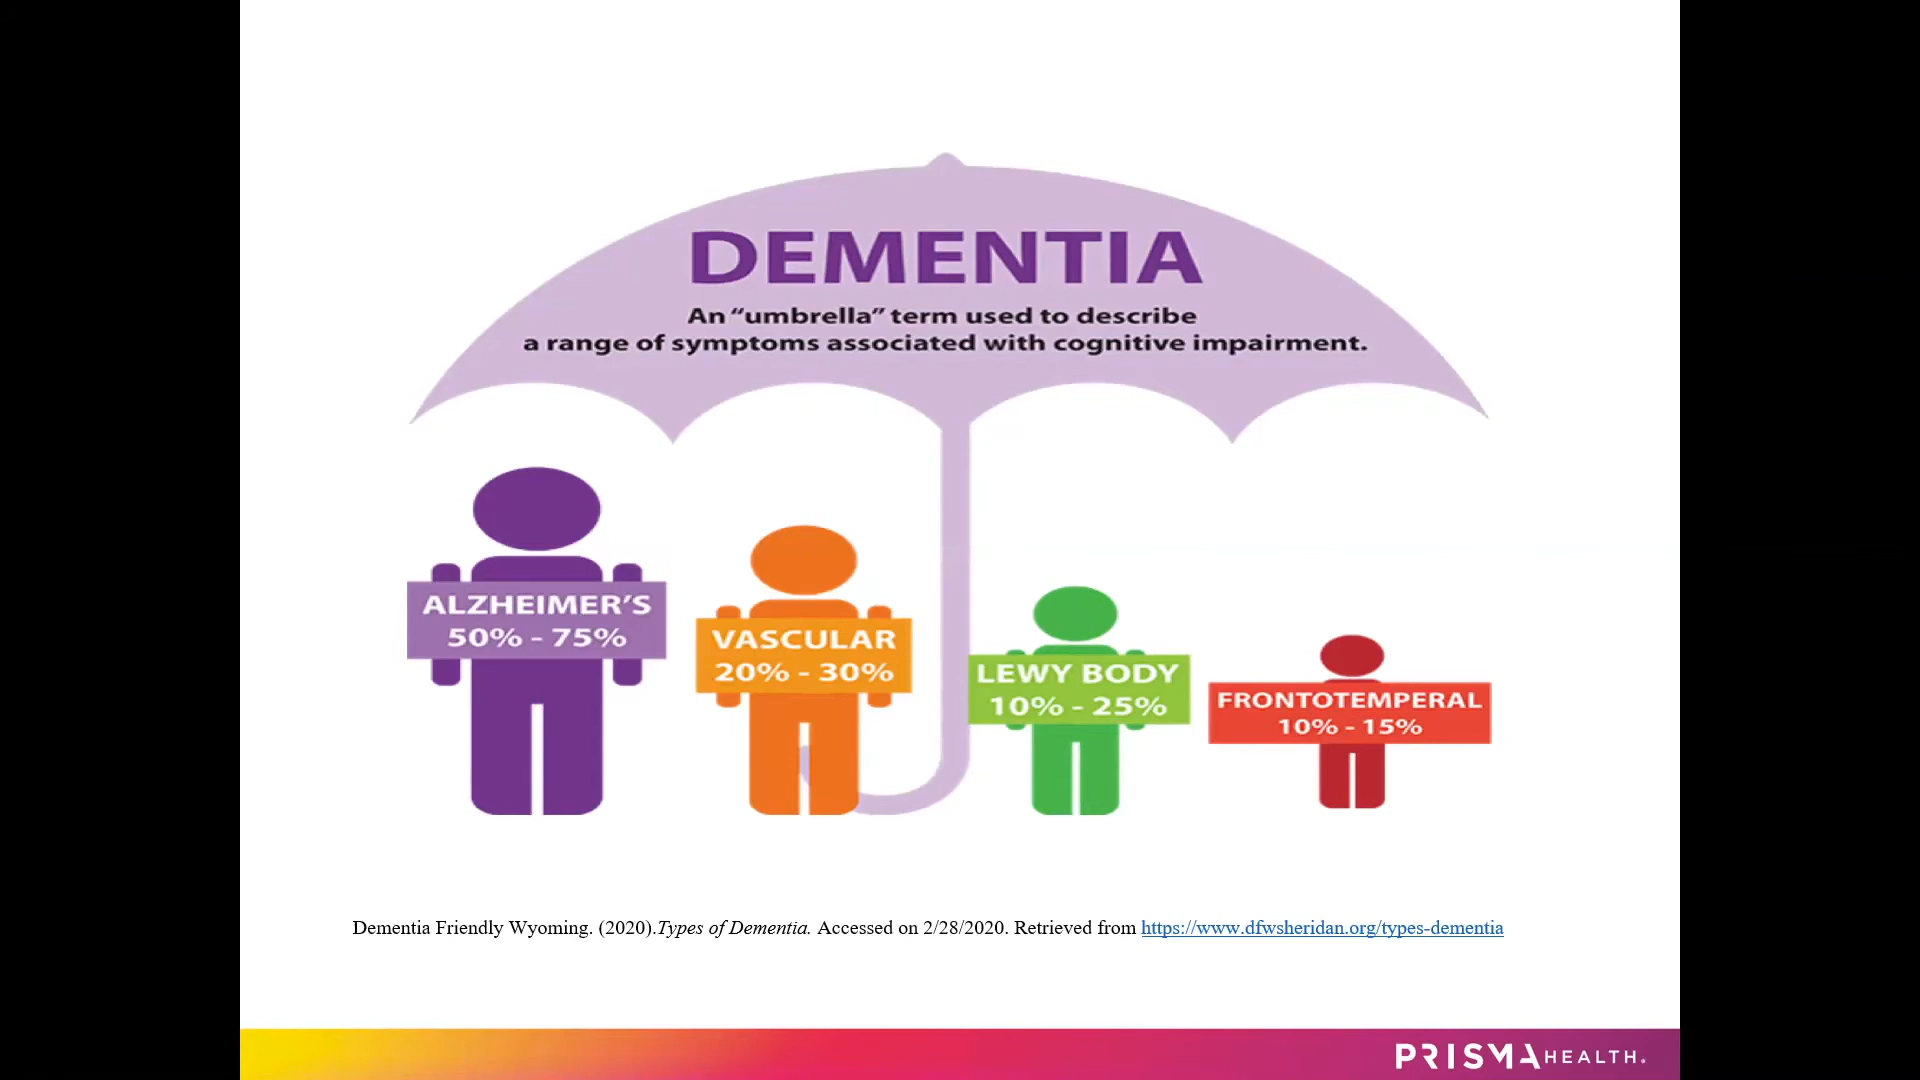 DEMENTIA
An “umbrella” term used to describe
a range of symptoms associated with cognitive impairment.
ALZHEIMER’S
50% - 75%
VASCULAR
20% - 30%
LEWY BODY
10% - 25%
FRONTOTEMPERAL
10% - 15%
Dementia Friendly Wyoming. (2020).Types of Dementia. Accessed on 2/28/2020. Retrieved from https://www.dfwsheridan.org/types-dementia
PRISMA HEALTH.